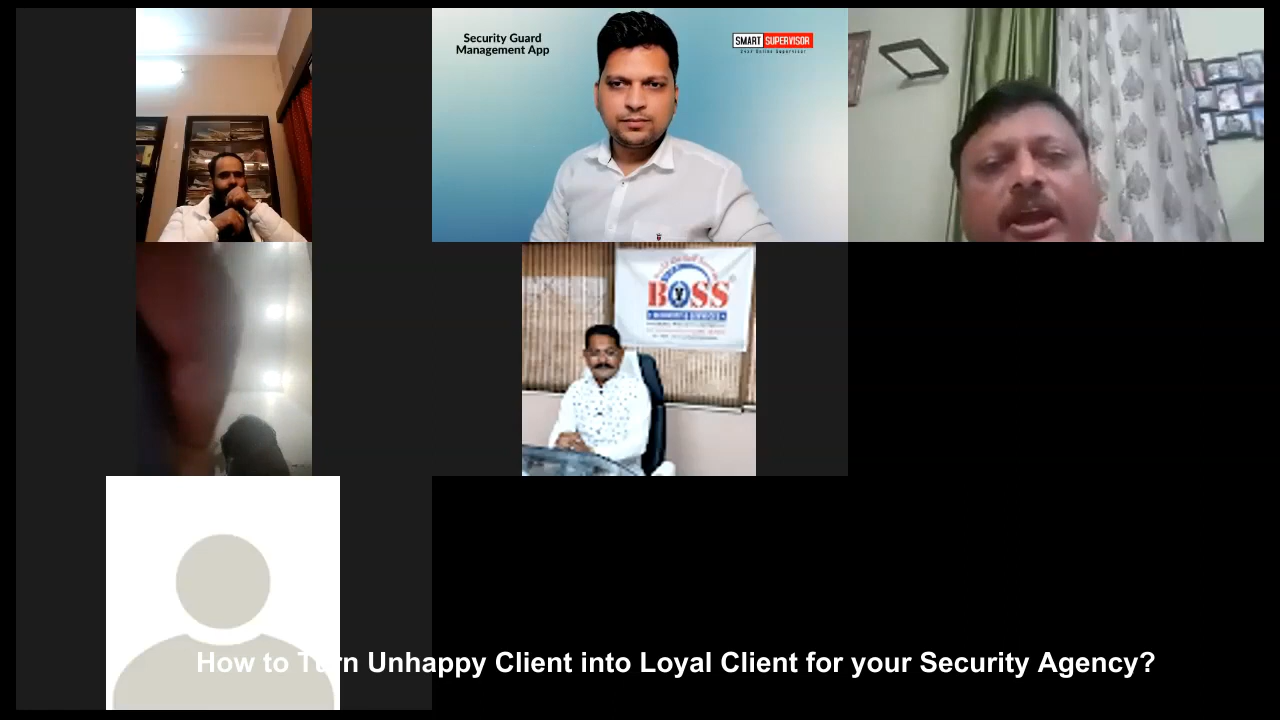 Security Guard
Management App
SMART SUPERVISOR
BOSS
How to Turn Unhappy Client into Loyal Client for your Security Agency?